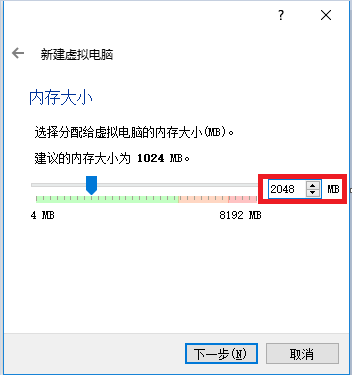 ?
新建虚拟电脑
内存大小
选择分配给虚拟电脑的内存大小(MB)。
建议的内存大小为 1024 MB。
2048 MB
4 MB 8192 MB
下一步(N) 取消